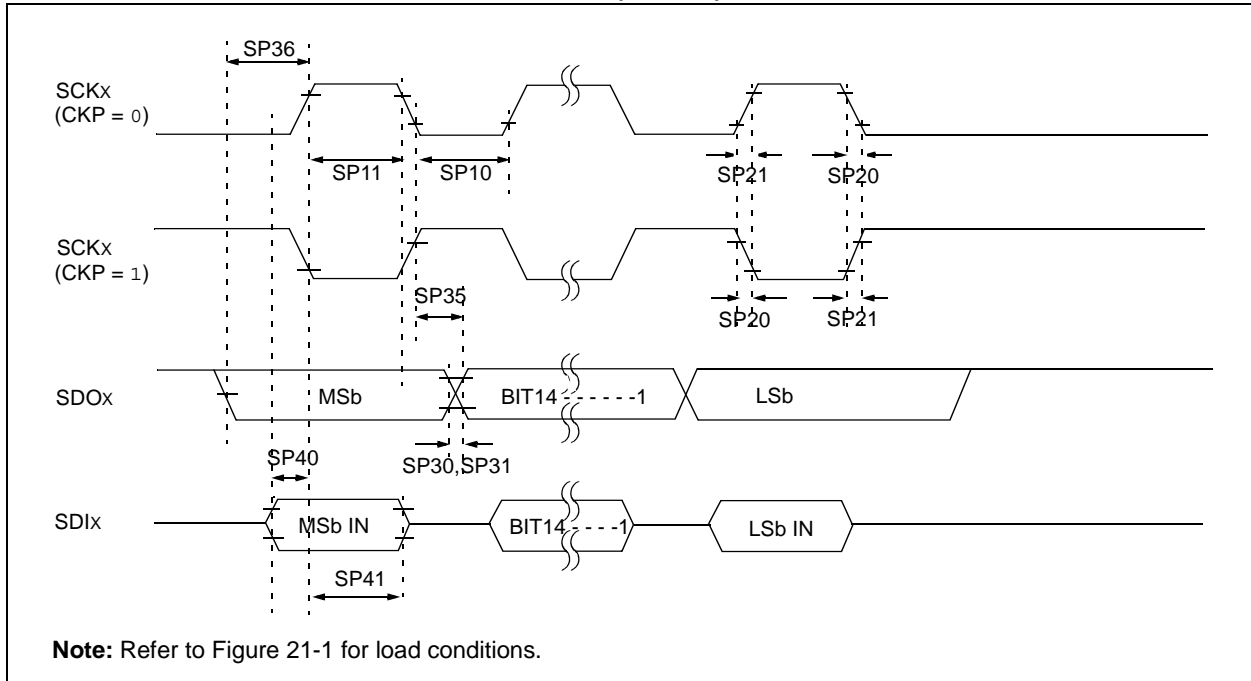 SP36
SCKX
(CKP = 0)
SP11
SP10
SP21
SP20
SCKX
(CKP = 1)
SP35
SP20
SP21
SDOX
MSb
BIT14 - - - - - -1
LSb
SP40
SP30,SP31
SDIX
MSb IN
BIT14 - - - -1
LSb IN
SP41
Note: Refer to Figure 21-1 for load conditions.